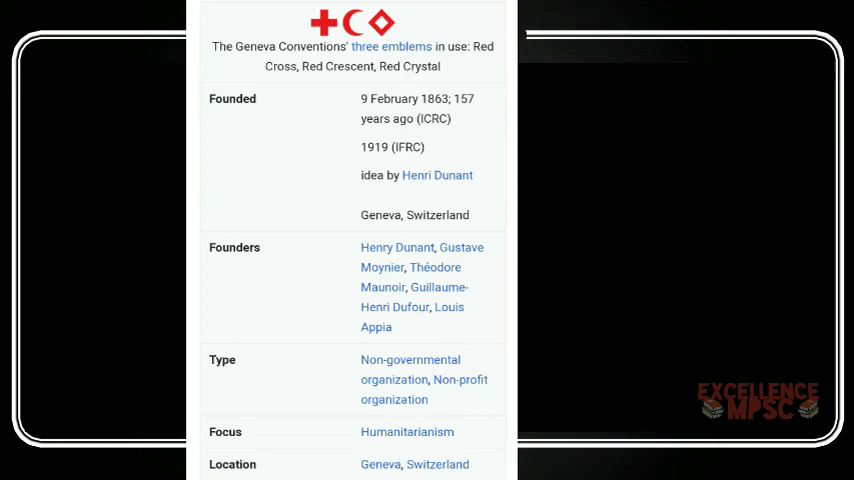 The Geneva Conventions' three emblems in use: Red
Cross, Red Crescent, Red Crystal
Founded
9 February 1863; 157
years ago (ICRC)
1919 (IFRC)
idea by Henri Dunant
Geneva, Switzerland
Founders
Henry Dunant, Gustave
Moynier, Théodore
Maunoir, Guillaume-
Henri Dufour, Louis
Appia
Type
Non-governmental
organization, Non-profit
organization
Focus
Humanitarianism
Location
Geneva, Switzerland
EXCELLENCE
MPSC